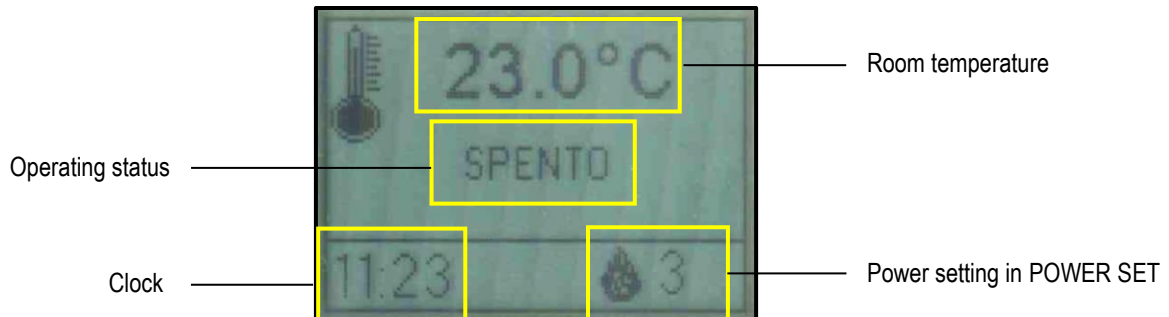 23.0°C
Room temperature
Operating status
SPENTO
Clock
11:23
3
Power setting in POWER SET